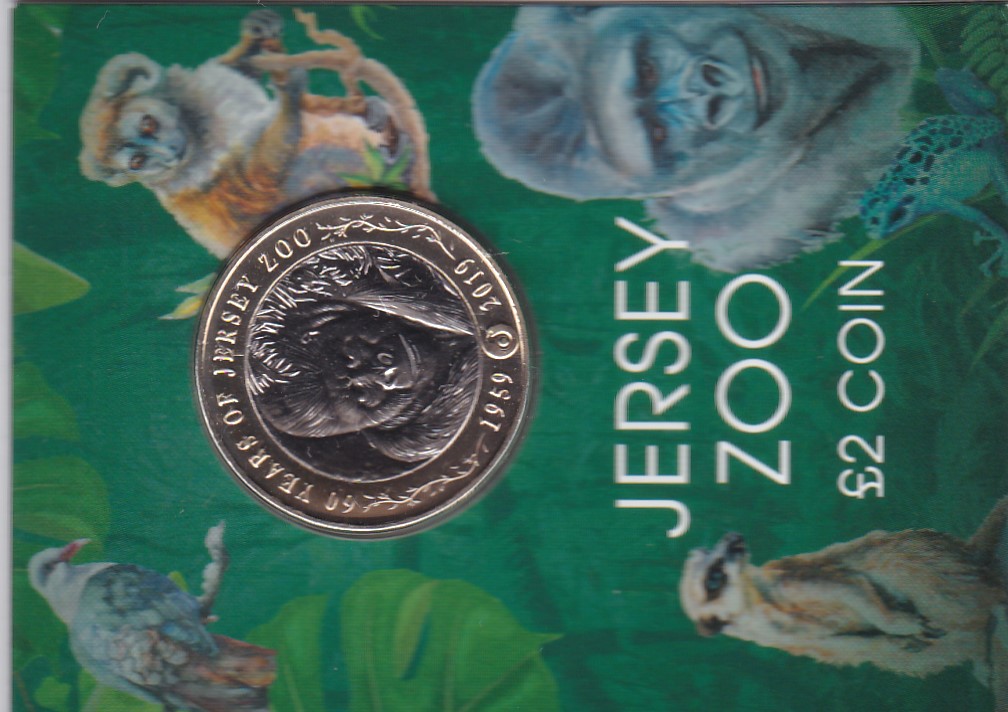 60 YEARS OF JERSEY ZOO
1959
2019
JERSEY
ZOO
£2 COIN